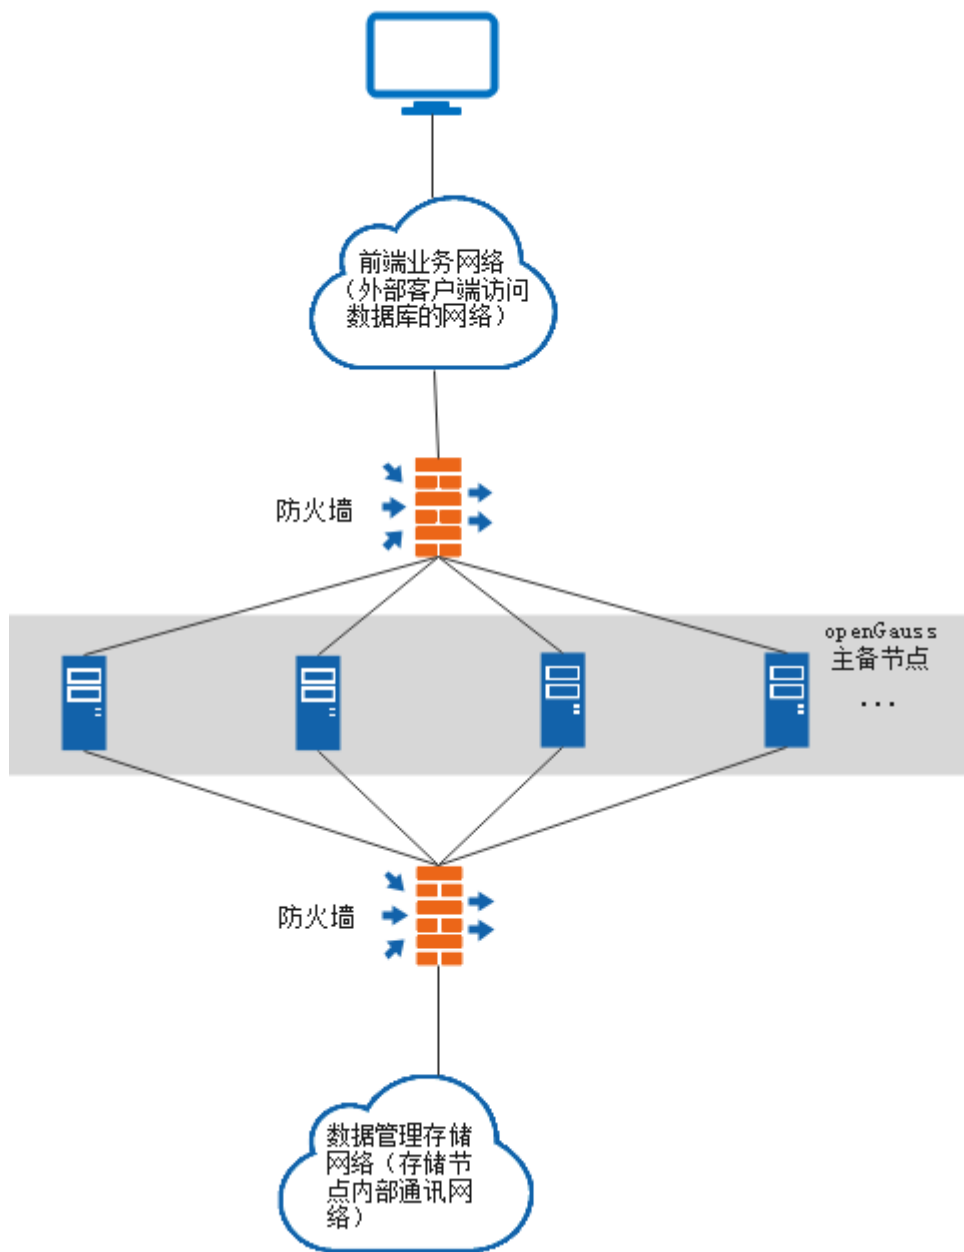 前端业务网络
（外部客户端访问
数据库的网络）
防火墙
openGauss
主备节点
...
防火墙
数据管理存储
网络（存储节
点内部通讯网
络）